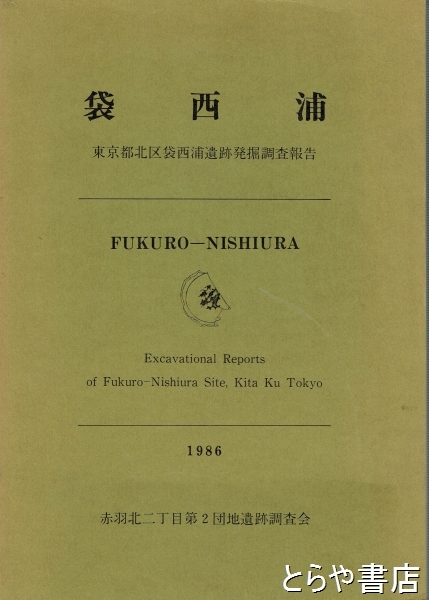 袋西浦
東京都北区袋西浦遺跡発掘調査報告
FUKURO—NISHIURA
Excavational Reports
of Fukuro-Nishiura Site, Kita Ku Tokyo
1986
赤羽北二丁目第2団地遺跡調査会
とらや書店